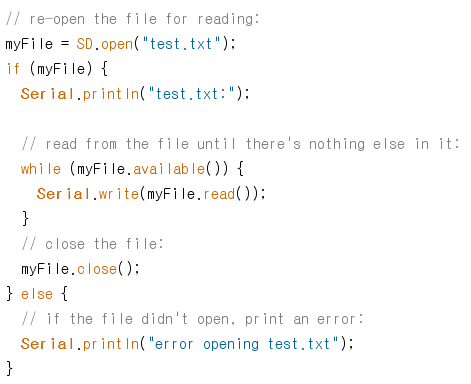 // re-open the file for reading:
myFile = SD.open("test.txt");
if (myFile) {
  Serial.println("test.txt:");

  // read from the file until there's nothing else in it:
  while (myFile.available()) {
    Serial.write(myFile.read());
  }
  // close the file:
  myFile.close();
} else {
  // if the file didn't open, print an error:
  Serial.println("error opening test.txt");
}